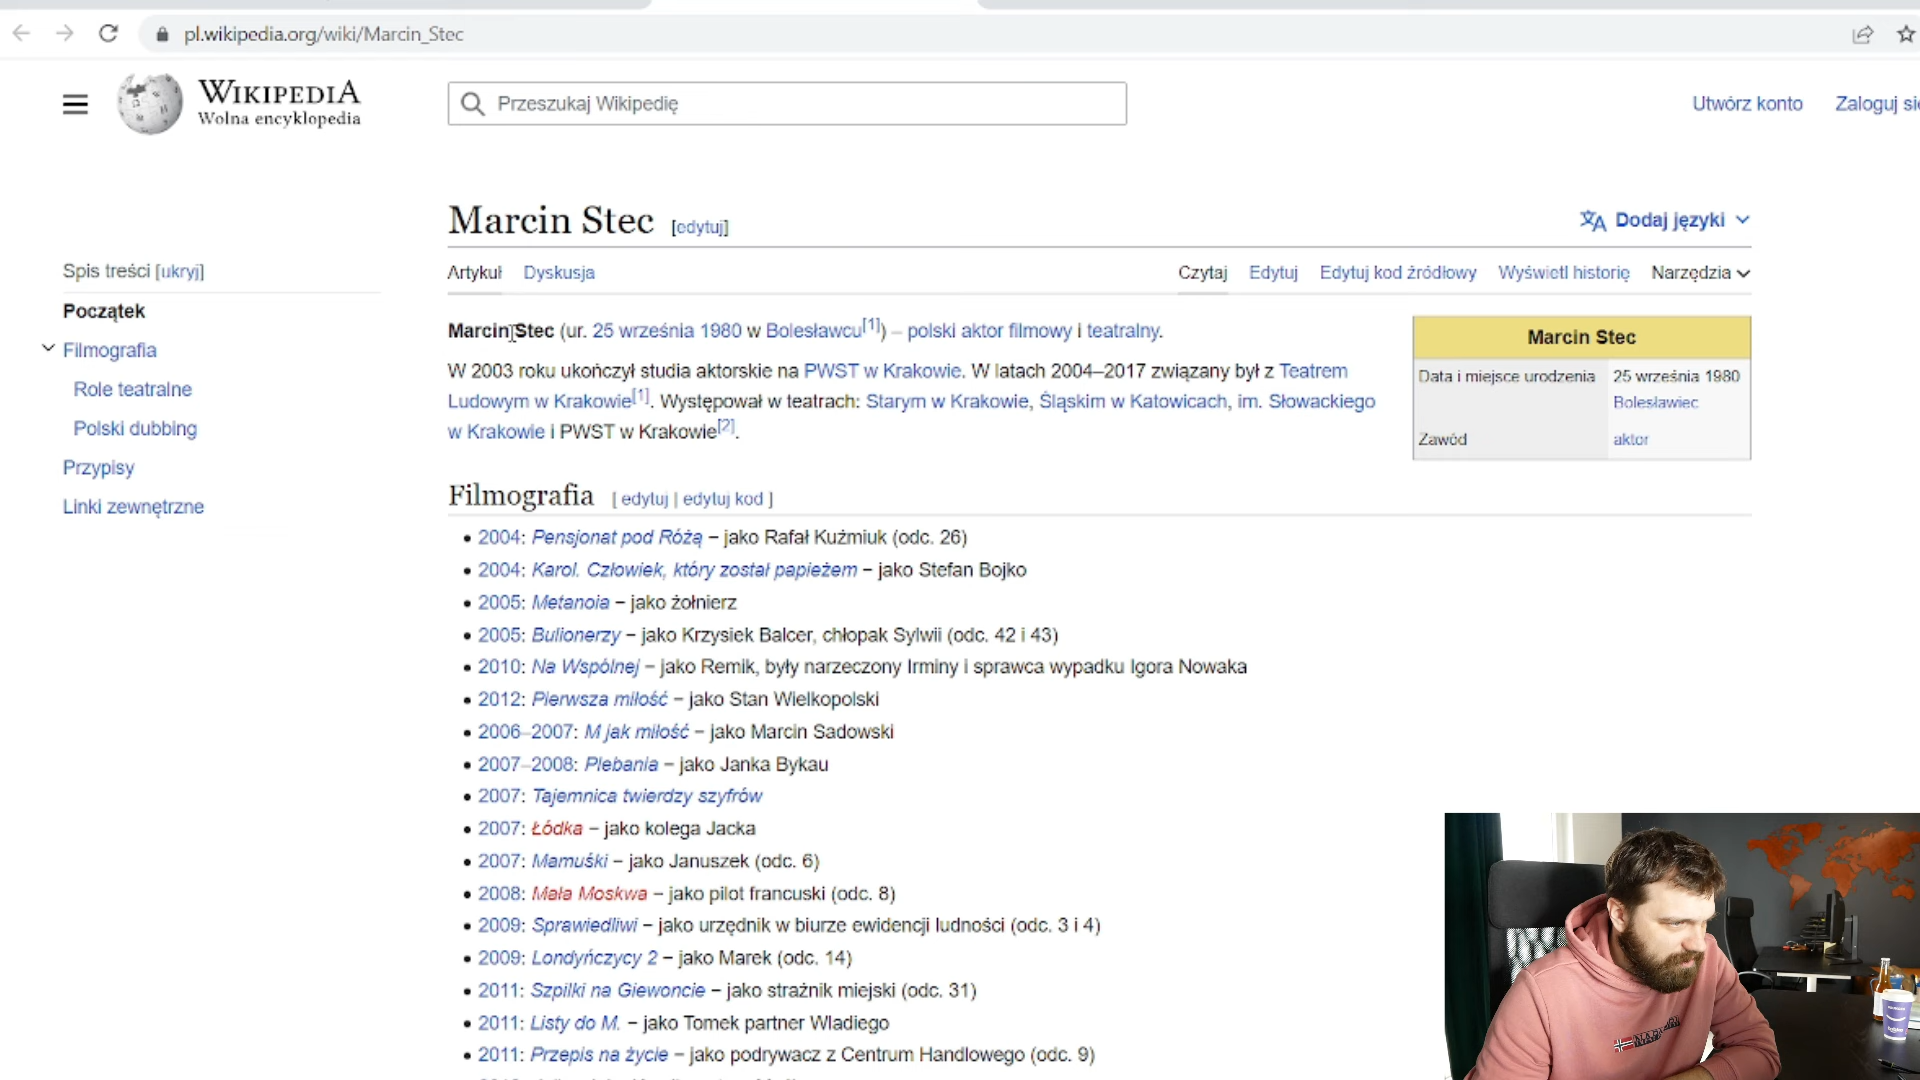 pl.wikipedia.org/wiki/Marcin_Stec
WIKIPEDIA
Wolna encyklopedia
Przeszukaj Wikipedię
Utwórz konto
Zaloguj się
Marcin Stec [edytuj]
Dodaj języki
Spis treści [ukryj]
Początek
Filmografia
Role teatralne
Polski dubbing
Przypisy
Linki zewnętrzne
Artykuł Dyskusja
Czytaj Edytuj Edytuj kod źródłowy Wyświetl historię Narzędzia
Marcin Stec (ur. 25 września 1980 w Bolesławcu[1]) – polski aktor filmowy i teatralny.
W 2003 roku ukończył studia aktorskie na PWST w Krakowie. W latach 2004–2017 związany był z Teatrem
Ludowym w Krakowie[1]. Występował w teatrach: Starym w Krakowie, Śląskim w Katowicach, im. Słowackiego
w Krakowie i PWST w Krakowie[2].
Marcin Stec
Data i miejsce urodzenia 25 września 1980
Bolesławiec
Zawód aktor
Filmografia [ edytuj | edytuj kod ]
• 2004: Pensjonat pod Różą – jako Rafał Kuźmiuk (odc. 26)
• 2004: Karol. Człowiek, który został papieżem – jako Stefan Bojko
• 2005: Metanoia – jako żołnierz
• 2005: Bulionerzy – jako Krzysiek Balcer, chłopak Sylwii (odc. 42 i 43)
• 2010: Na Wspólnej – jako Remik, były narzeczony Irminy i sprawca wypadku Igora Nowaka
• 2012: Pierwsza miłość – jako Stan Wielkopolski
• 2006–2007: M jak miłość – jako Marcin Sadowski
• 2007–2008: Plebania – jako Janka Bykau
• 2007: Tajemnica twierdzy szyfrów
• 2007: Łódka – jako kolega Jacka
• 2007: Mamuśki – jako Januszek (odc. 6)
• 2008: Mała Moskwa – jako pilot francuski (odc. 8)
• 2009: Sprawiedliwi – jako urzędnik w biurze ewidencji ludności (odc. 3 i 4)
• 2009: Londyńczycy 2 – jako Marek (odc. 14)
• 2011: Szpilki na Giewoncie – jako strażnik miejski (odc. 31)
• 2011: Listy do M. – jako Tomek partner Wladiego
• 2011: Przepis na życie – jako podrywacz z Centrum Handlowego (odc. 9)